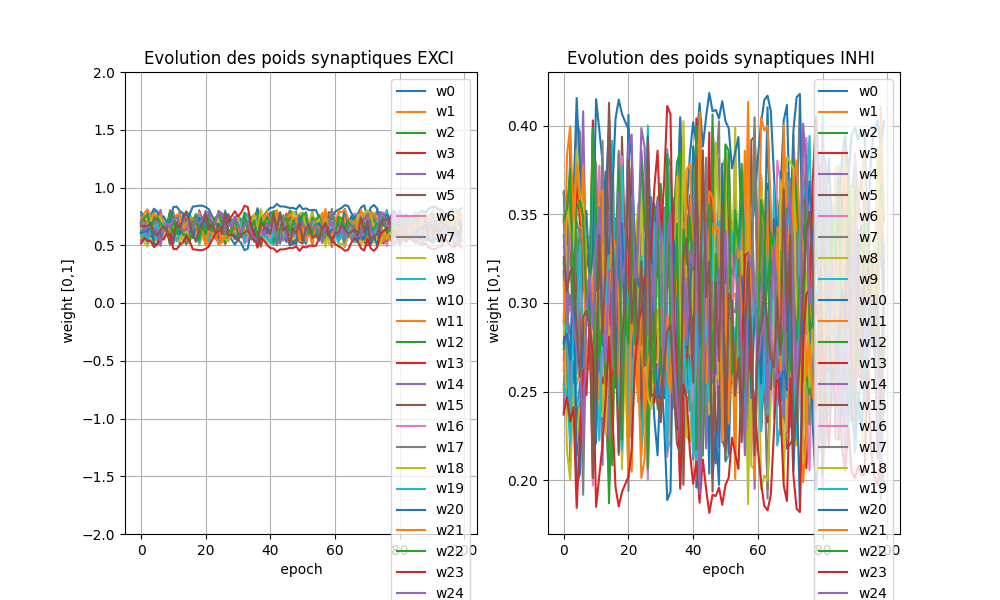 Evolution des poids synaptiques EXCI
2.0
1.5
1.0
0.5
0.0
−0.5
−1.0
−1.5
−2.0
weight [0,1]
0 20 40 60 80 100
epoch
w0
w1
w2
w3
w4
w5
w6
w7
w8
w9
w10
w11
w12
w13
w14
w15
w16
w17
w18
w19
w20
w21
w22
w23
w24
Evolution des poids synaptiques INHI
0.40
0.35
0.30
0.25
0.20
weight [0,1]
0 20 40 60 80 100
epoch
w0
w1
w2
w3
w4
w5
w6
w7
w8
w9
w10
w11
w12
w13
w14
w15
w16
w17
w18
w19
w20
w21
w22
w23
w24